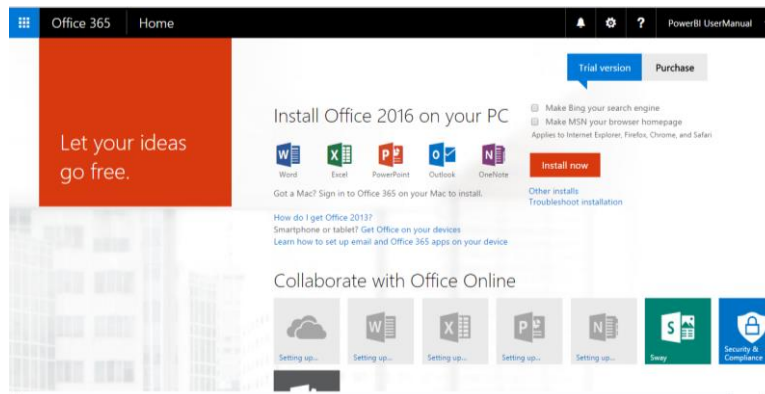 Office 365 Home PowerBI UserManual
Trial version Purchase
Let your ideas
go free.
Install Office 2016 on your PC
Word Excel PowerPoint Outlook OneNote
Got a Mac? Sign in to Office 365 on your Mac to install.
How do I get Office 2013?
Smartphone or tablet? Get Office on your devices
Learn how to set up email and Office 365 apps on your device
Make Bing your search engine
Make MSN your browser homepage
Applies to Internet Explorer, Firefox, Chrome, and Safari
Install now
Other installs
Troubleshoot installation
Collaborate with Office Online
Setting up... Setting up... Setting up... Setting up... Setting up... Sway
Security &
Compliance